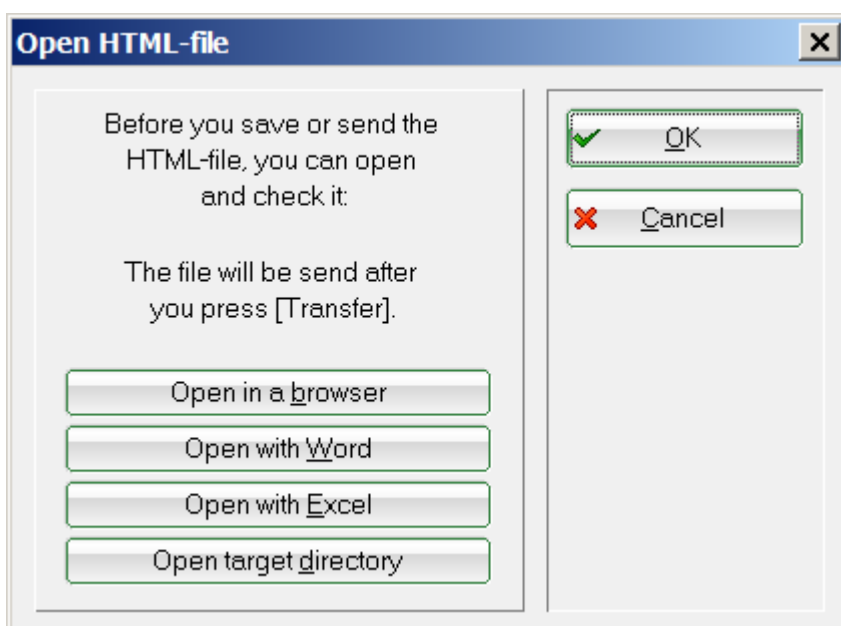 Open HTML-file
Before you save or send the
HTML-file, you can open
and check it:
The file will be send after
you press [Transfer].
Open in a browser
Open with Word
Open with Excel
Open target directory
OK
Cancel